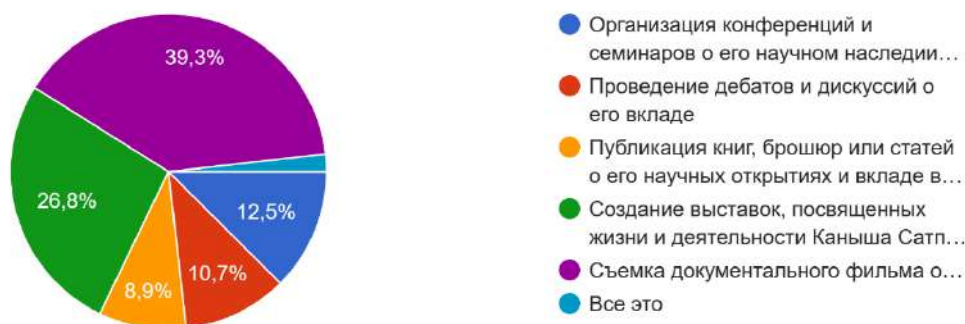 39,3%
26,8%
8,9%
10,7%
12,5%
Организация конференций и
семинаров о его научном наследии…
Проведение дебатов и дискуссий о
его вкладе
Публикация книг, брошюр или статей
о его научных открытиях и вкладе в…
Создание выставок, посвященных
жизни и деятельности Каныша Сатп…
Съемка документального фильма о…
Все это